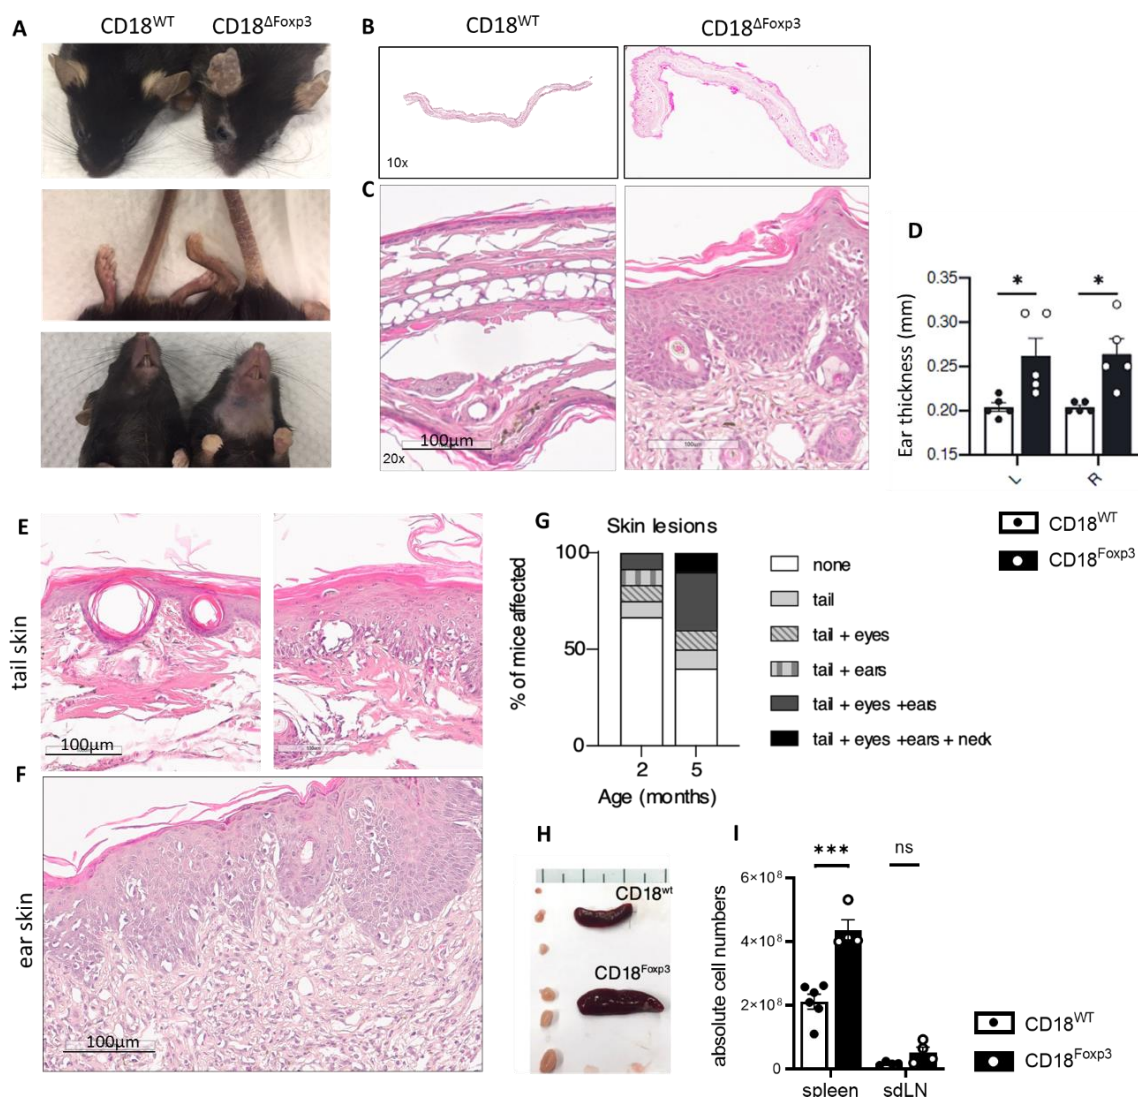 A
CD18WT
CD18ΔFoxp3
B
CD18WT
CD18ΔFoxp3
10x
C
100µm
20x
100µm
D
Ear thickness (mm)
0.35
0.30
0.25
0.20
0.15
*
*
L
R
CD18WT
CD18Foxp3
E
tail skin
100µm
100µm
F
ear skin
100µm
G
Skin lesions
% of mice affected
100
50
0
2
5
Age (months)
none
tail
tail + eyes
tail + ears
tail + eyes +ears
tail + eyes +ears + neck
H
CD18wt
CD18Foxp3
I
absolute cell numbers
6×10⁸
4×10⁸
2×10⁸
0
***
ns
spleen
sdLN
CD18WT
CD18Foxp3